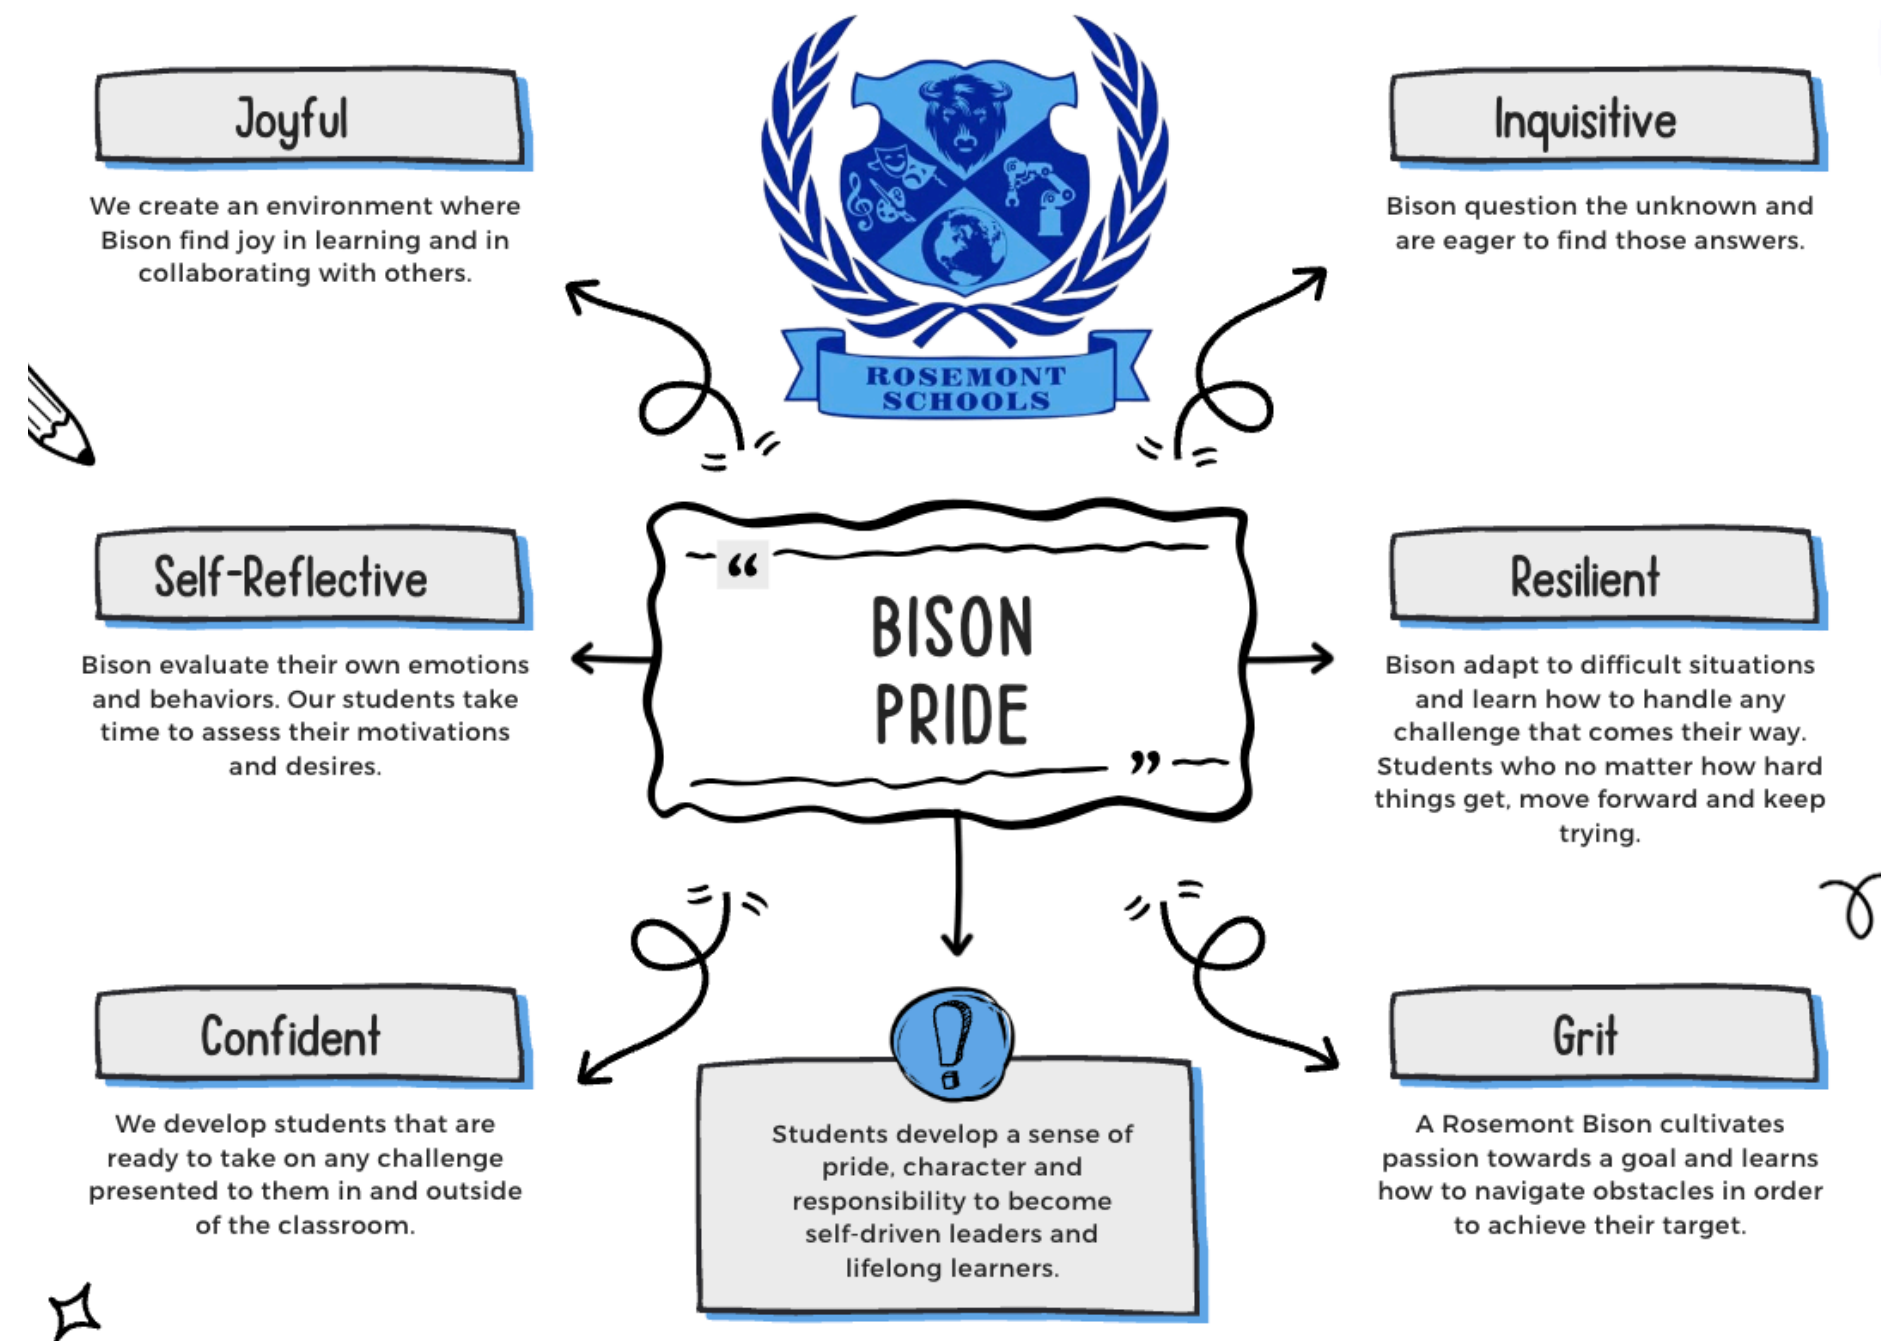 ROSEMONT
SCHOOLS
Joyful
We create an environment where
Bison find joy in learning and in
collaborating with others.
Inquisitive
Bison question the unknown and
are eager to find those answers.
Self-Reflective
Bison evaluate their own emotions
and behaviors. Our students take
time to assess their motivations
and desires.
“
BISON
PRIDE
”
Resilient
Bison adapt to difficult situations
and learn how to handle any
challenge that comes their way.
Students who no matter how hard
things get, move forward and keep
trying.
Confident
We develop students that are
ready to take on any challenge
presented to them in and outside
of the classroom.
!
Students develop a sense of
pride, character and
responsibility to become
self-driven leaders and
lifelong learners.
Grit
A Rosemont Bison cultivates
passion towards a goal and learns
how to navigate obstacles in order
to achieve their target.